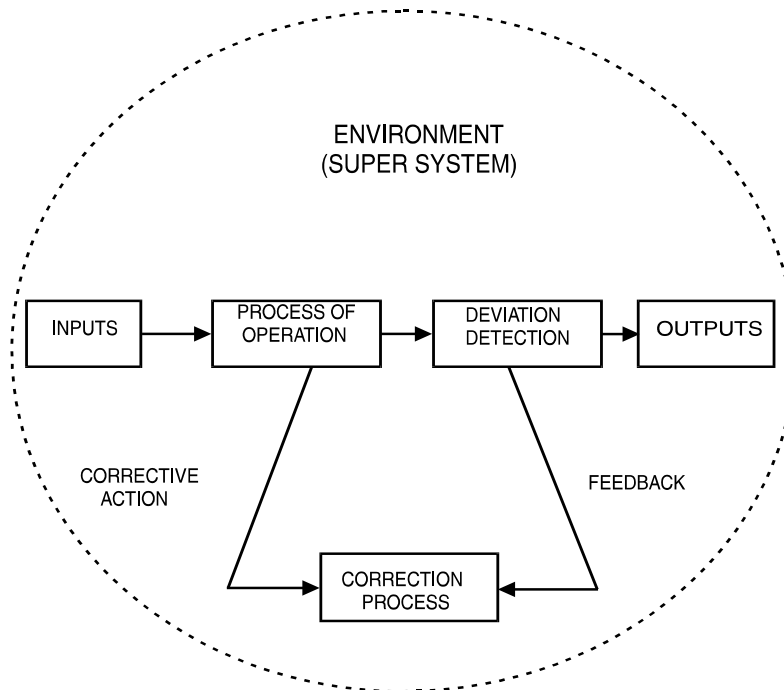 ENVIRONMENT
(SUPER SYSTEM)
INPUTS
PROCESS OF
OPERATION
DEVIATION
DETECTION
OUTPUTS
CORRECTIVE
ACTION
FEEDBACK
CORRECTION
PROCESS